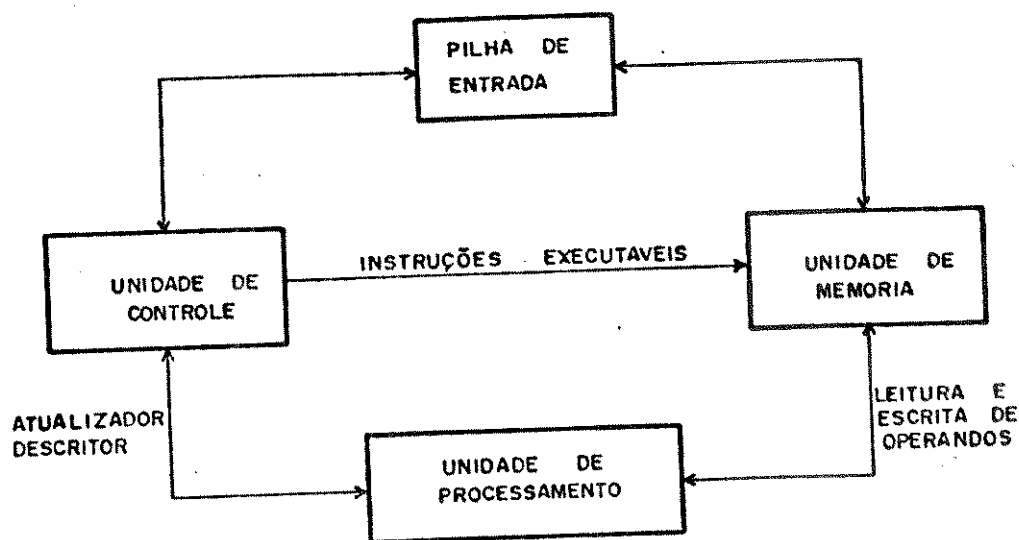 PILHA DE
ENTRADA
UNIDADE DE
CONTROLE
INSTRUÇÕES EXECUTAVEIS
UNIDADE DE
MEMORIA
ATUALIZADOR
DESCRITOR
LEITURA E
ESCRITA DE
OPERANDOS
UNIDADE DE
PROCESSAMENTO